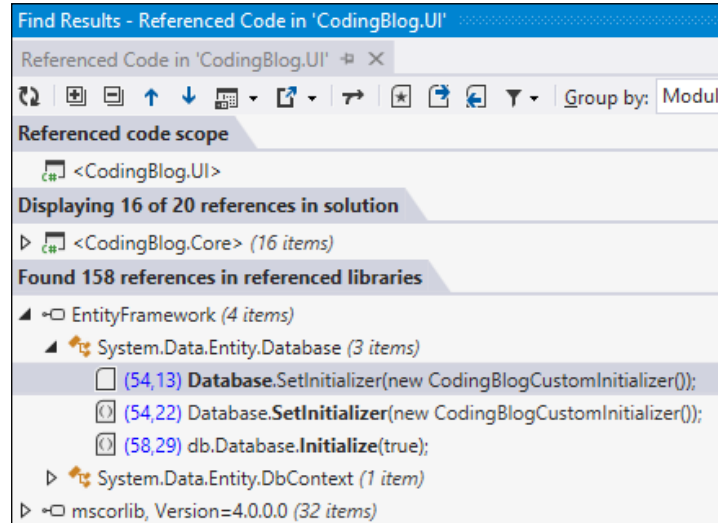 Find Results - Referenced Code in 'CodingBlog.UI'
Referenced Code in 'CodingBlog.UI'
Group by: Modul
Referenced code scope
<CodingBlog.UI>
Displaying 16 of 20 references in solution
<CodingBlog.Core> (16 items)
Found 158 references in referenced libraries
EntityFramework (4 items)
System.Data.Entity.Database (3 items)
(54,13) Database.SetInitializer(new CodingBlogCustomInitializer());
(54,22) Database.SetInitializer(new CodingBlogCustomInitializer());
(58,29) db.Database.Initialize(true);
System.Data.Entity.DbContext (1 item)
mscorlib, Version=4.0.0.0 (32 items)